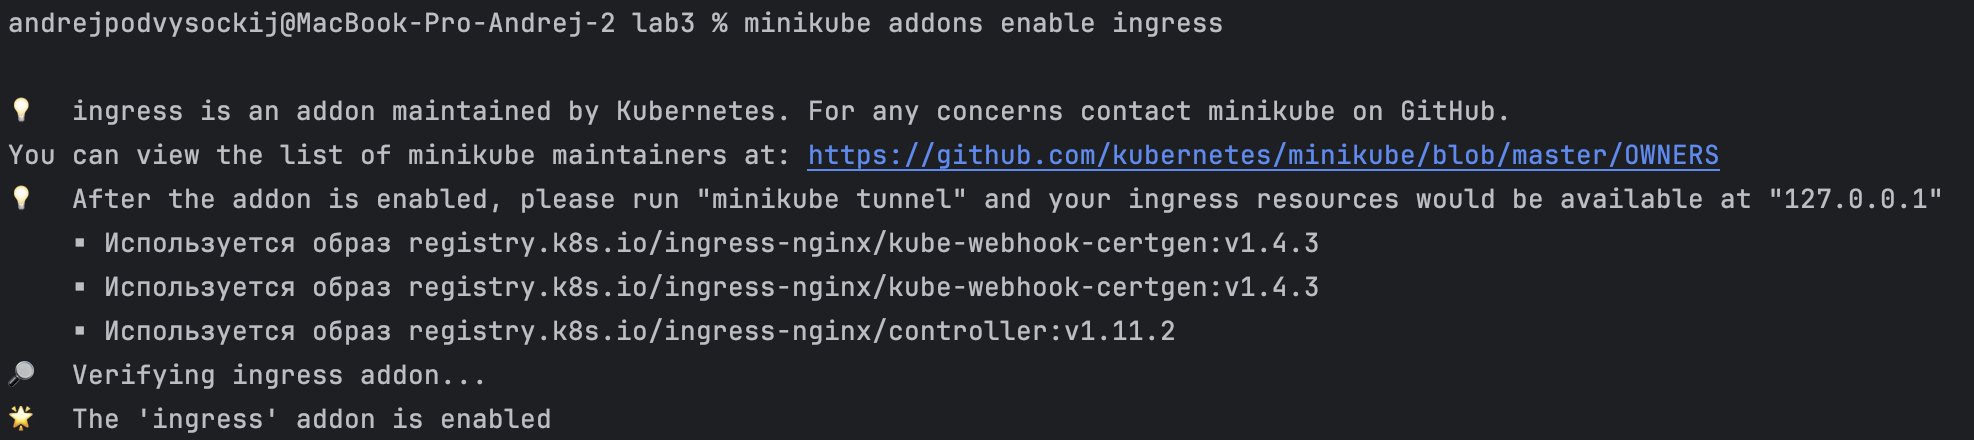 andrejpodvysockij@MacBook-Pro-Andrej-2 lab3 % minikube addons enable ingress
💡  ingress is an addon maintained by Kubernetes. For any concerns contact minikube on GitHub.
You can view the list of minikube maintainers at: https://github.com/kubernetes/minikube/blob/master/OWNERS
💡  After the addon is enabled, please run "minikube tunnel" and your ingress resources would be available at "127.0.0.1"
    ▪ Используется образ registry.k8s.io/ingress-nginx/kube-webhook-certgen:v1.4.3
    ▪ Используется образ registry.k8s.io/ingress-nginx/kube-webhook-certgen:v1.4.3
    ▪ Используется образ registry.k8s.io/ingress-nginx/controller:v1.11.2
🔎  Verifying ingress addon...
🌟  The 'ingress' addon is enabled